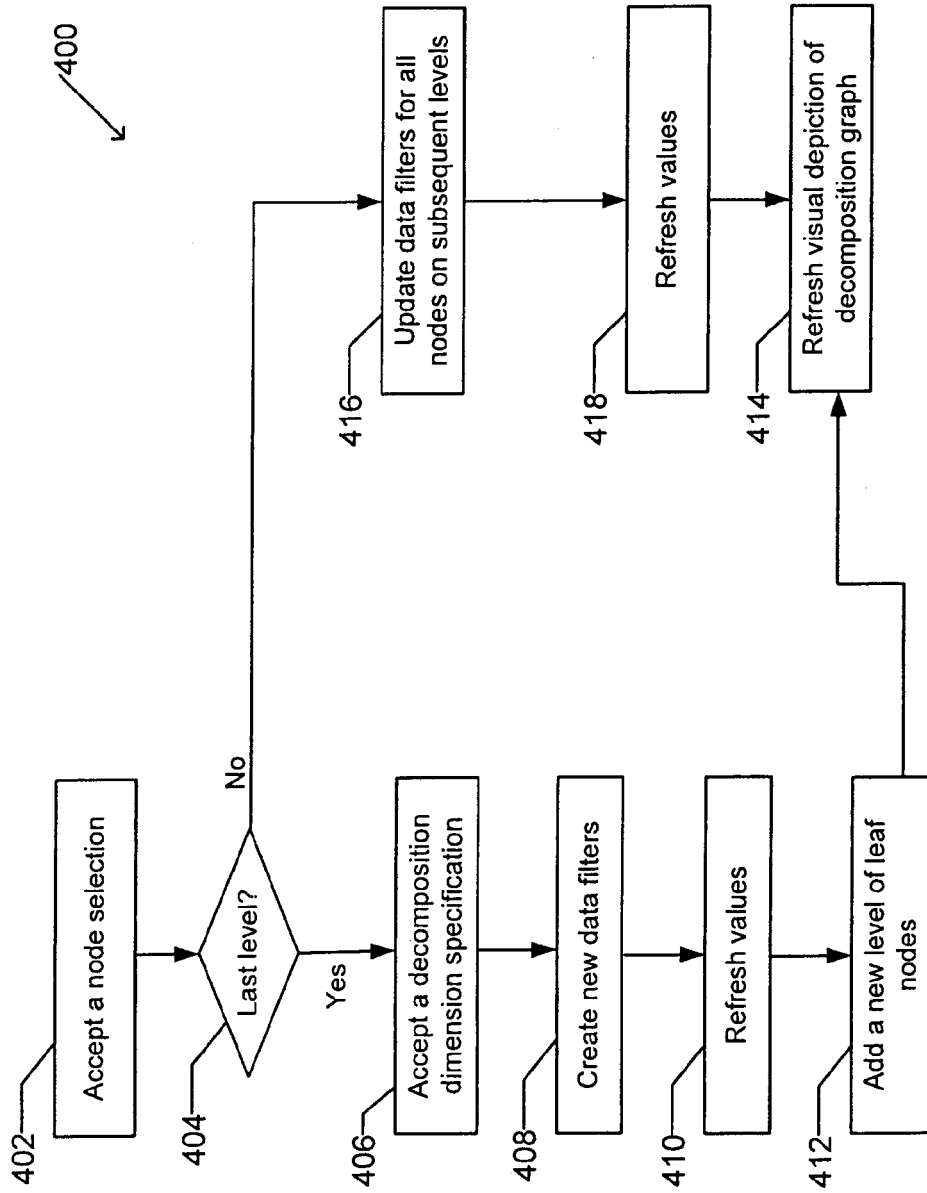 400
402
Accept a node selection
404
Last level?
No
Yes
406
Accept a decomposition
dimension specification
408
Create new data filters
410
Refresh values
412
Add a new level of leaf
nodes
416
Update data filters for all
nodes on subsequent levels
418
Refresh values
414
Refresh visual depiction of
decomposition graph